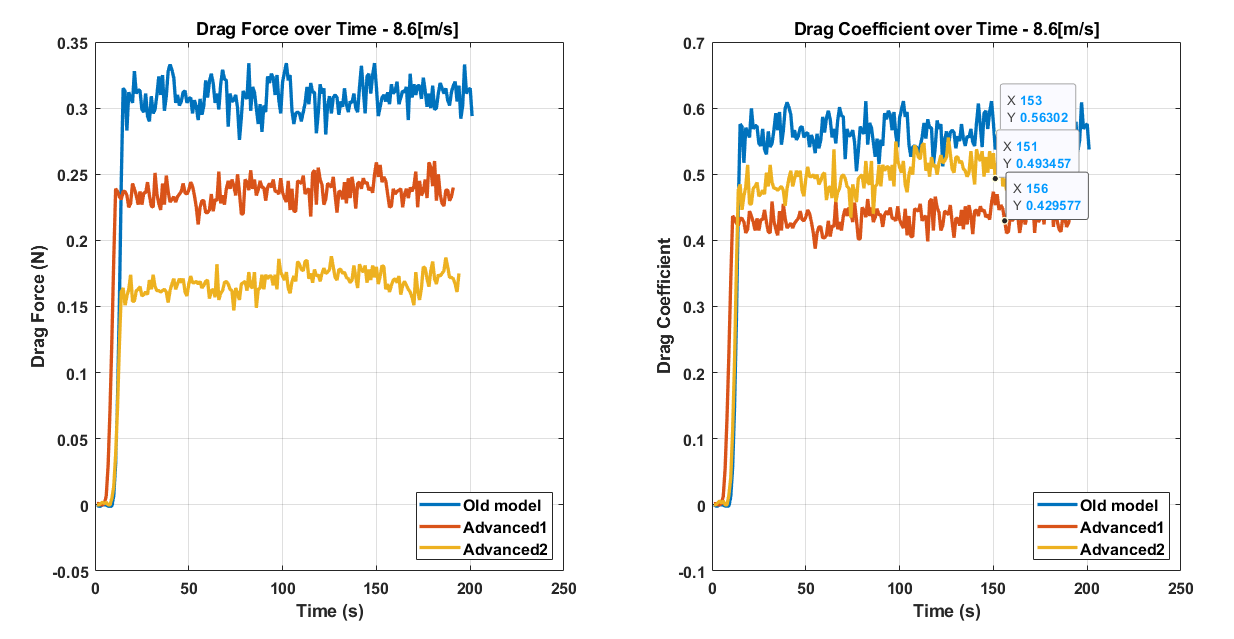 Drag Force over Time - 8.6[m/s]
0.35
0.3
0.25
0.2
0.15
0.1
0.05
0
-0.05
Drag Force (N)
0
50
100
150
200
250
Time (s)
Old model
Advanced1
Advanced2
Drag Coefficient over Time - 8.6[m/s]
0.7
0.6
0.5
0.4
0.3
0.2
0.1
0
-0.1
Drag Coefficient
0
50
100
150
200
250
Time (s)
X 153
Y 0.56302
X 151
Y 0.493457
X 156
Y 0.429577
Old model
Advanced1
Advanced2